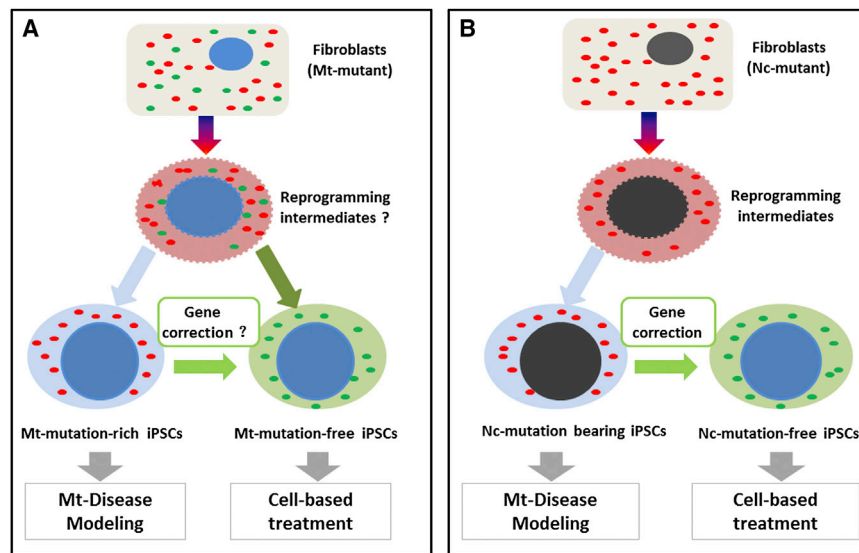 A
Fibroblasts
(Mt-mutant)
Reprogramming
intermediates ?
Gene
correction ?
Mt-mutation-rich iPSCs
Mt-mutation-free iPSCs
Mt-Disease
Modeling
Cell-based
treatment
B
Fibroblasts
(Nc-mutant)
Reprogramming
intermediates
Gene
correction
Nc-mutation bearing iPSCs
Nc-mutation-free iPSCs
Mt-Disease
Modeling
Cell-based
treatment